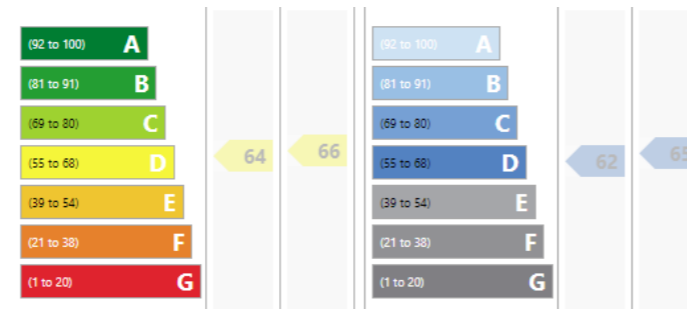 (92 to 100) A
(81 to 91) B
(69 to 80) C
(55 to 68) D
(39 to 54) E
(21 to 38) F
(1 to 20) G
64
66
(92 to 100) A
(81 to 91) B
(69 to 80) C
(55 to 68) D
(39 to 54) E
(21 to 38) F
(1 to 20) G
62
65